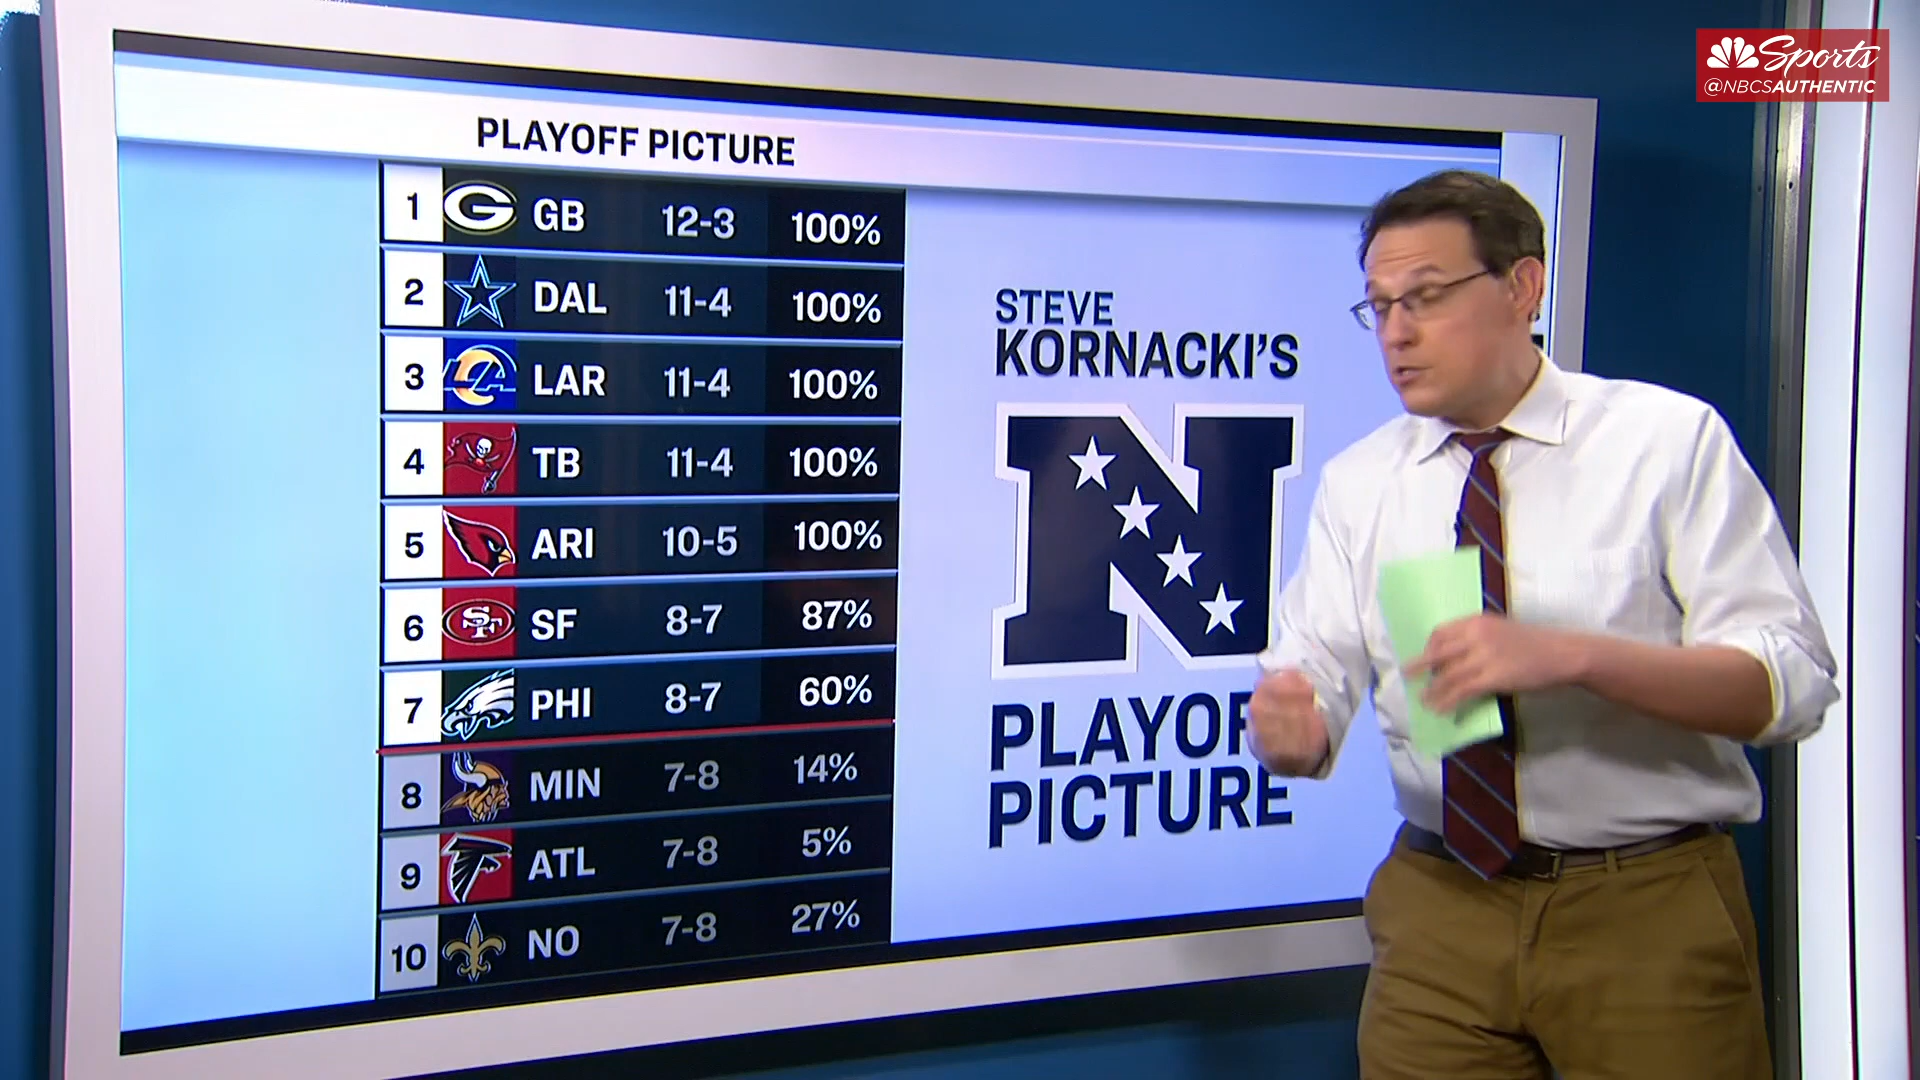 Sports
@NBCSAUTHENTIC
PLAYOFF PICTURE
1 G GB 12-3 100%
2 DAL 11-4 100%
3 LA LAR 11-4 100%
4 TB 11-4 100%
5 ARI 10-5 100%
6 SF SF 8-7 87%
7 PHI 8-7 60%
8 MIN 7-8 14%
9 ATL 7-8 5%
10 NO 7-8 27%
STEVE
KORNACKI'S
N
PLAYOF
PICTURE